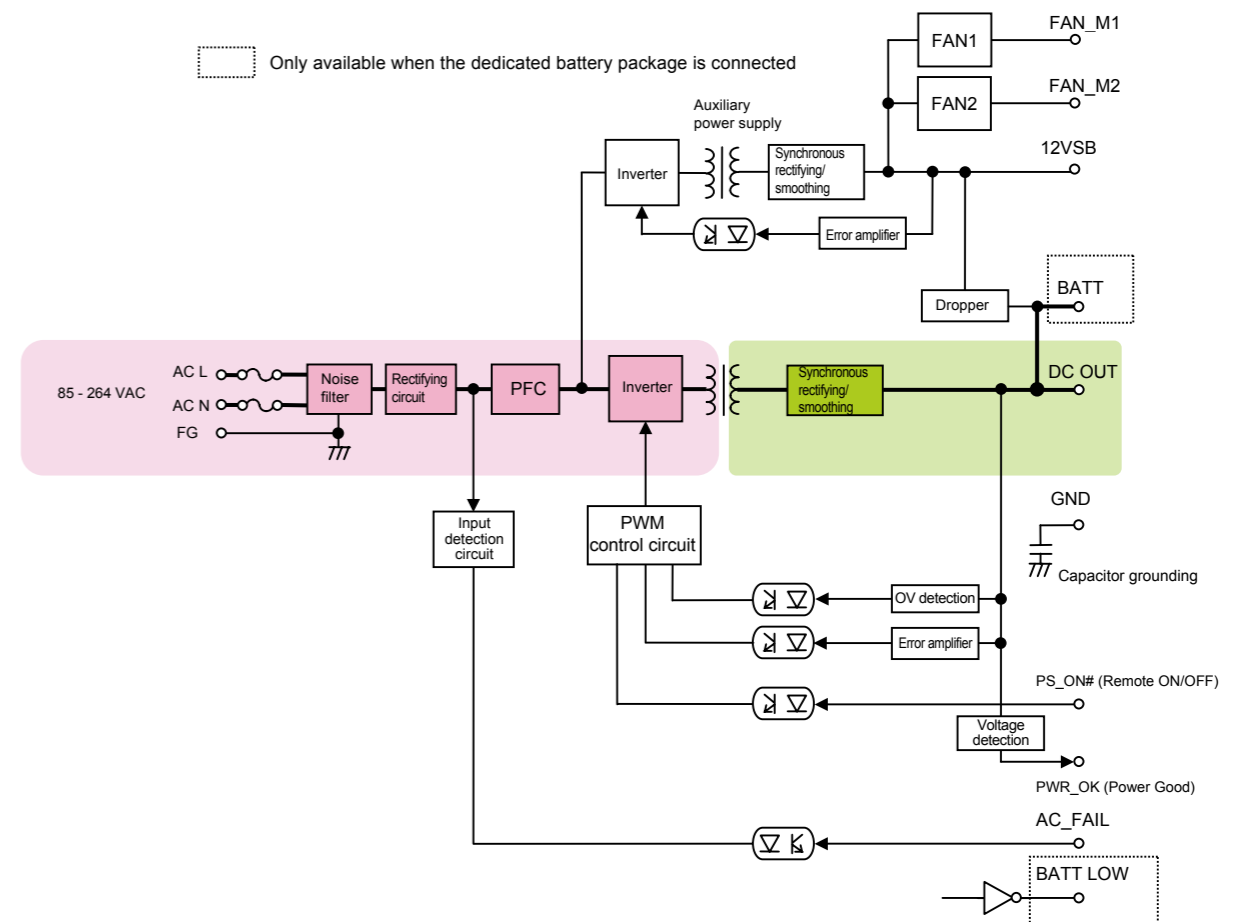 Only available when the dedicated battery package is connected
FAN1
FAN_M1
FAN2
FAN_M2
Auxiliary
power supply
Inverter
Synchronous
rectifying/
smoothing
12VSB
Error amplifier
Dropper
BATT
85 - 264 VAC
AC L
AC N
FG
Noise
filter
Rectifying
circuit
PFC
Inverter
Synchronous
rectifying/
smoothing
DC OUT
Input
detection
circuit
PWM
control circuit
GND
Capacitor grounding
OV detection
Error amplifier
PS_ON# (Remote ON/OFF)
Voltage
detection
PWR_OK (Power Good)
AC_FAIL
BATT LOW